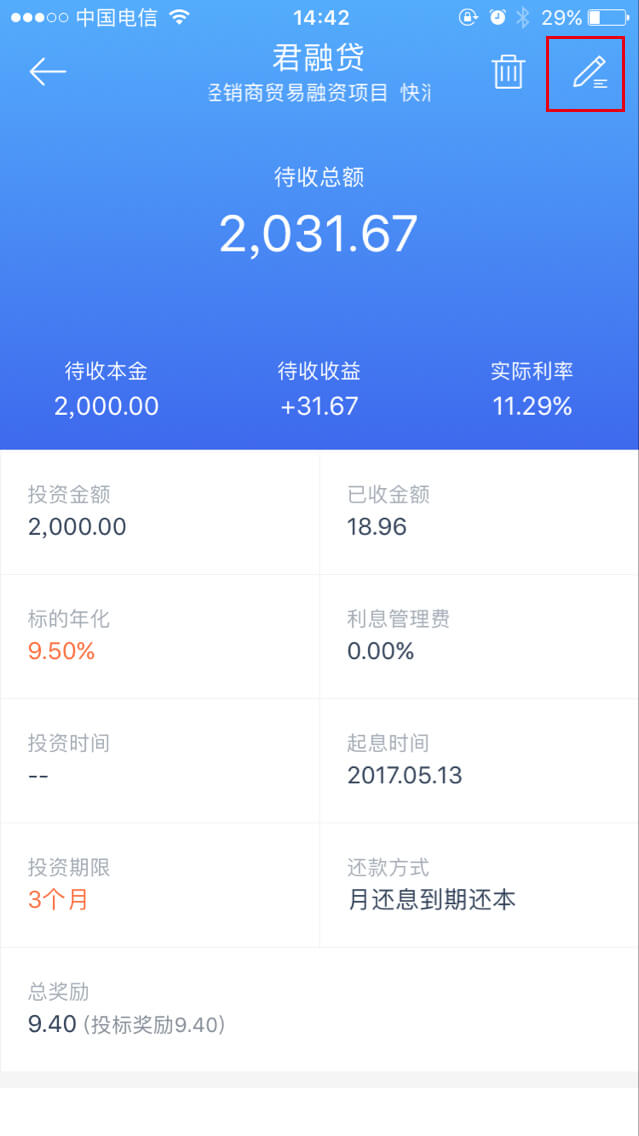 中国电信 14:42 29%
君融贷
经销商贸易融资项目 快消
待收总额
2,031.67
待收本金 待收收益 实际利率
2,000.00 +31.67 11.29%
投资金额 已收金额
2,000.00 18.96
标的年化 利息管理费
9.50% 0.00%
投资时间 起息时间
-- 2017.05.13
投资期限 还款方式
3个月 月还息到期还本
总奖励
9.40 (投标奖励9.40)